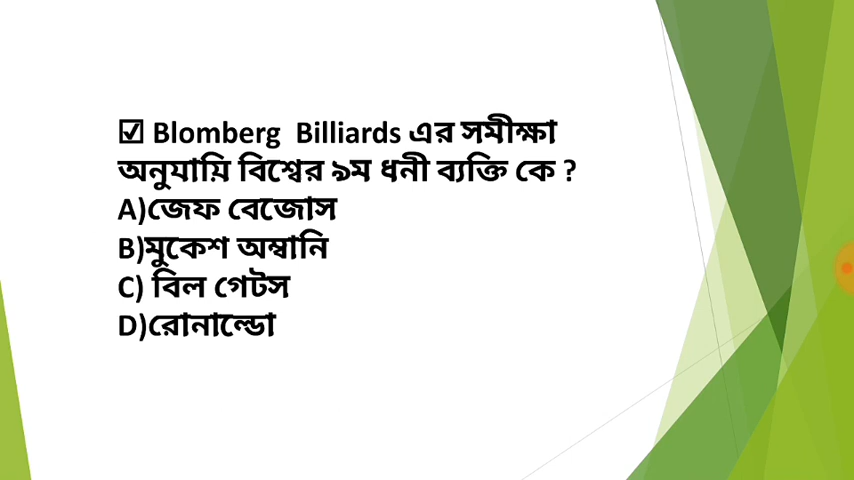 ☑ Blomberg Billiards এর সমীক্ষা
অনুযায়ি বিশ্বের ৯ম ধনী ব্যক্তি কে ?
A)জেফ বেজোস
B)মুকেশ অম্বানি
C) বিল গেটস
D)রোনাল্ডো